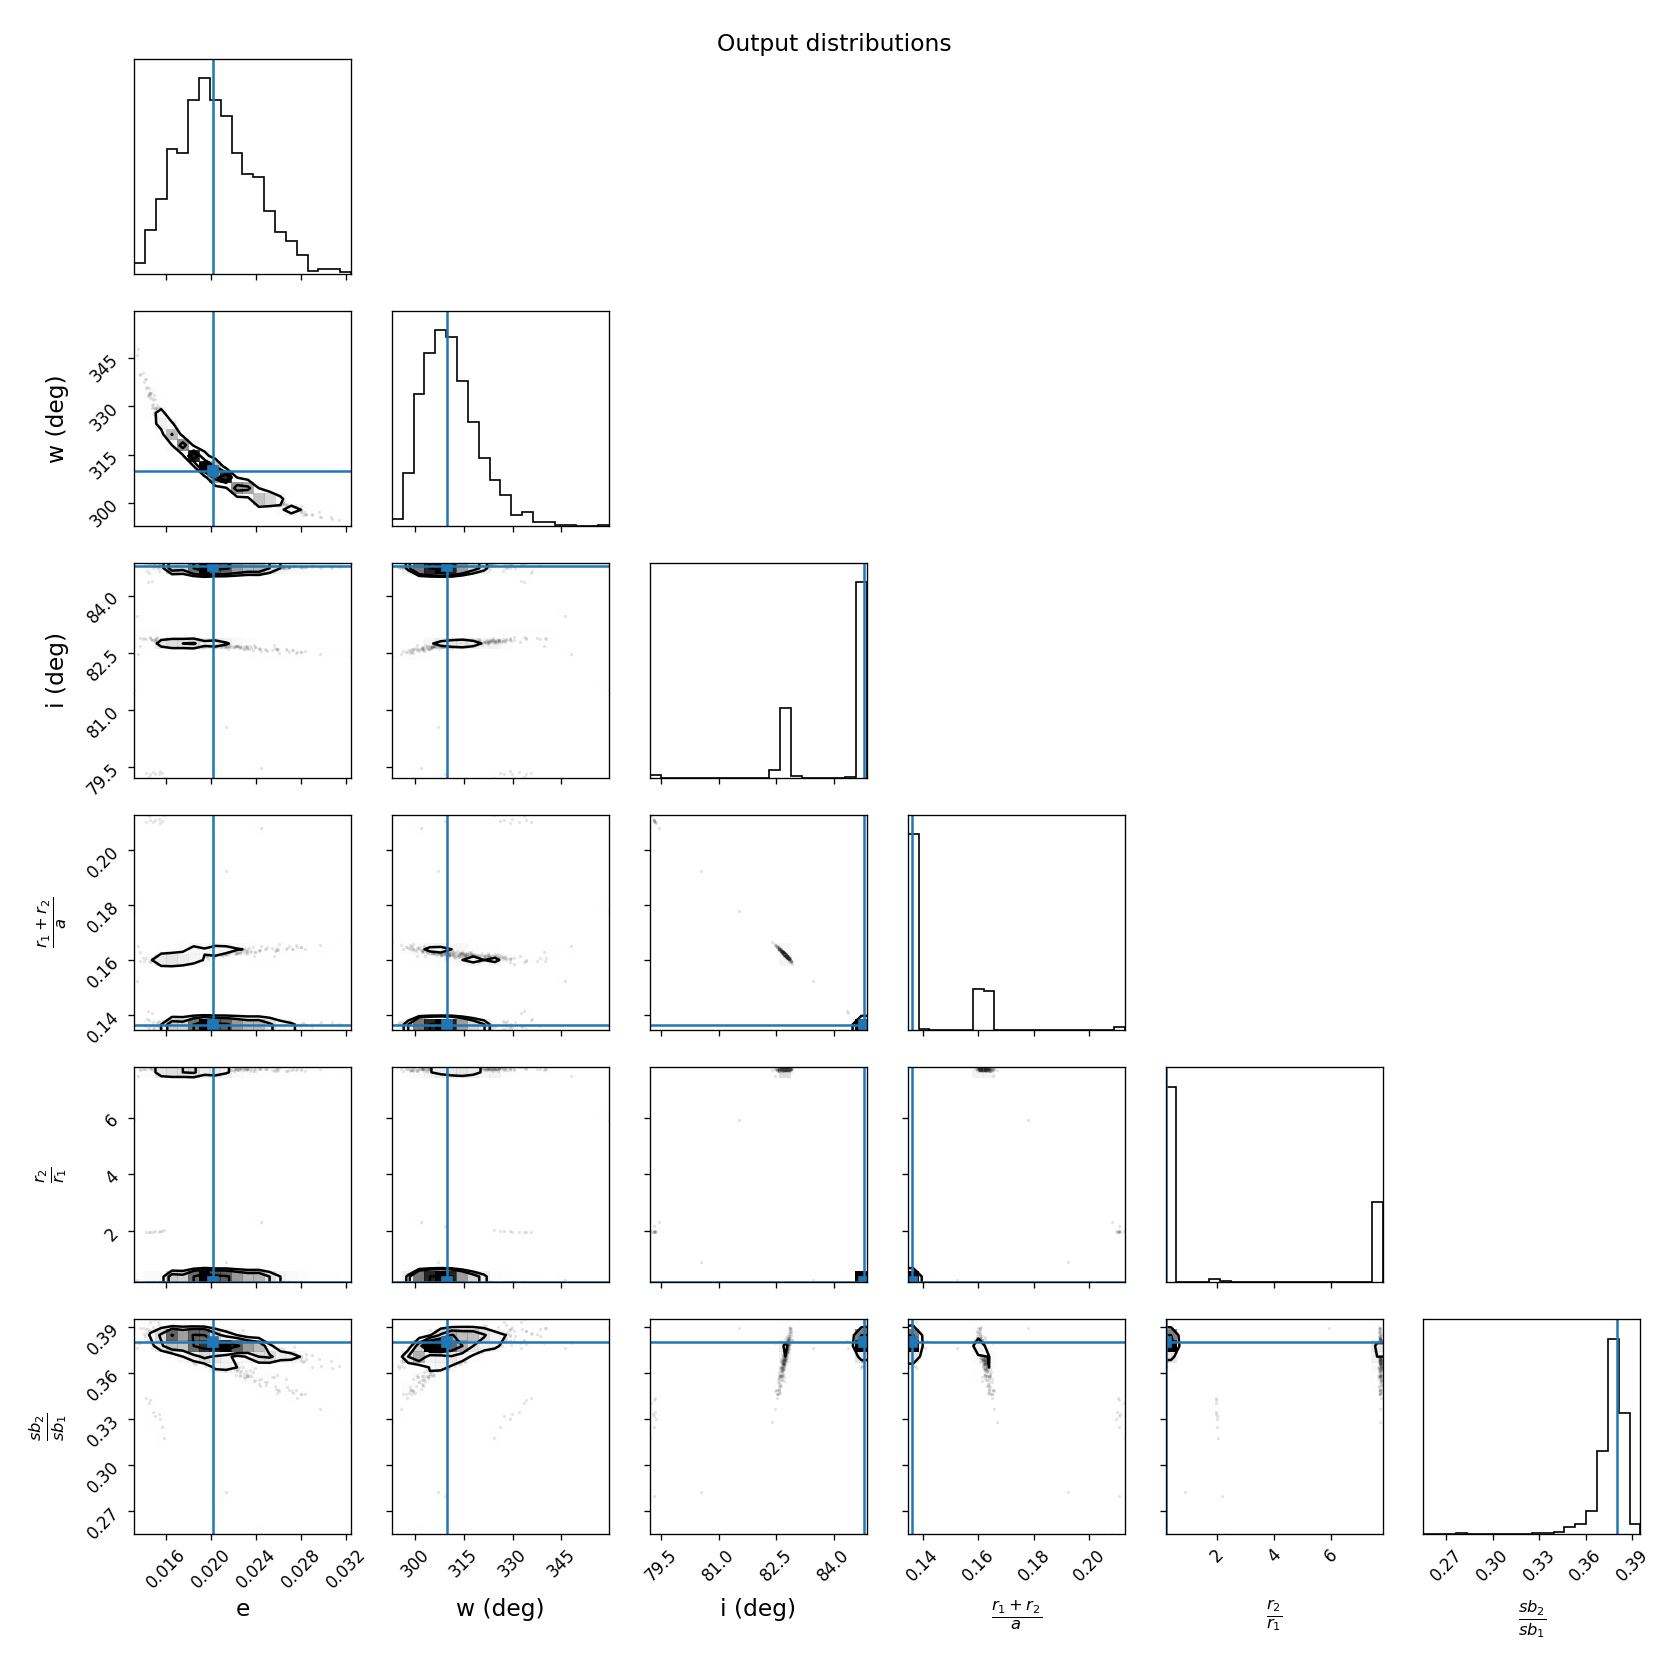 Output distributions
w (deg)
345
330
315
300
i (deg)
84.0
82.5
81.0
79.5
r₁ + r₂
a
0.20
0.18
0.16
0.14
r₂
r₁
6
4
2
sb₂
sb₁
0.39
0.36
0.33
0.30
0.27
0.016 0.020 0.024 0.028 0.032
300 315 330 345
79.5 81.0 82.5 84.0
0.14 0.16 0.18 0.20
2 4 6
0.27 0.30 0.33 0.36 0.39
e
w (deg)
i (deg)
r₁ + r₂
a
r₂
r₁
sb₂
sb₁